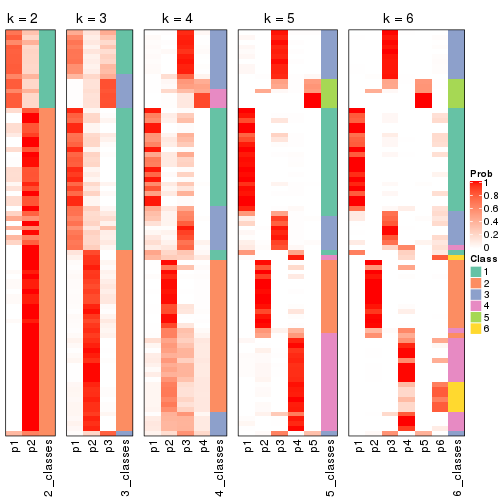 k = 2
k = 3
k = 4
k = 5
k = 6
p1
p2
2_classes
p1
p2
p3
3_classes
p1
p2
p3
p4
4_classes
p1
p2
p3
p4
p5
5_classes
p1
p2
p3
p4
p5
p6
6_classes
Prob
1
0.8
0.6
0.4
0.2
0
Class
1
2
3
4
5
6